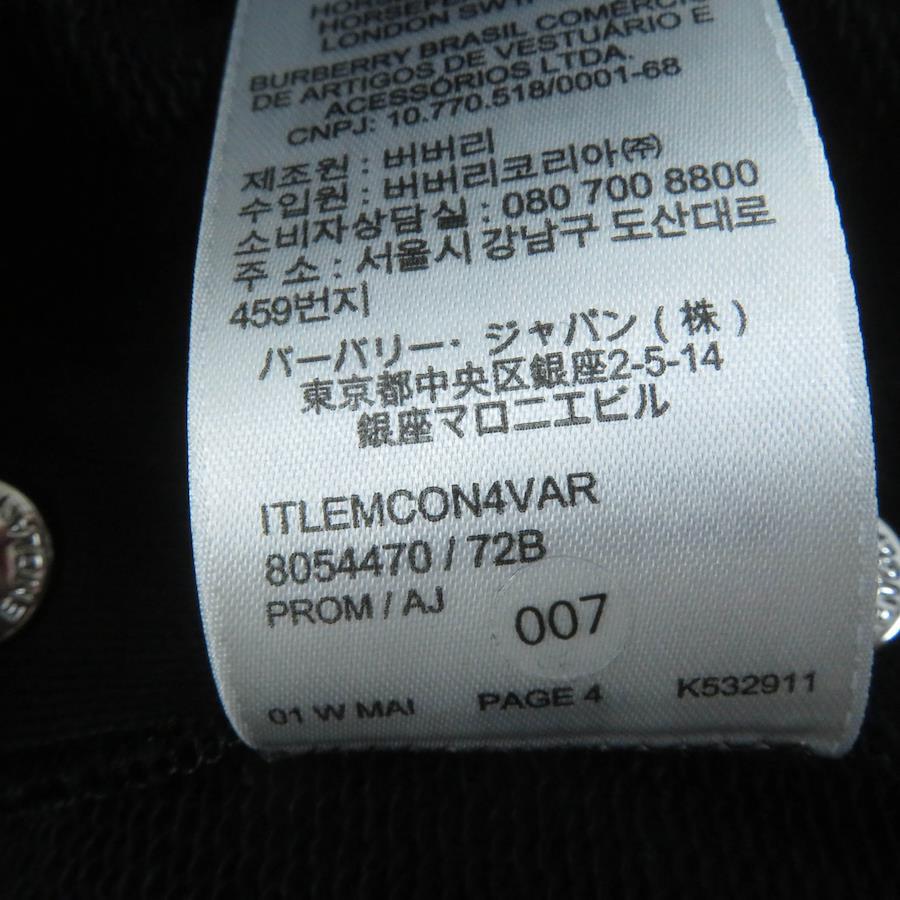 HORSEFERRY
LONDON SW1P
BURBERRY BRASIL COMÉRCIO
DE ARTIGOS DE VESTUÁRIO E
ACESSÓRIOS LTDA.
CNPJ: 10.770.518/0001-68
제조원 : 버버리
수입원 : 버버리코리아㈜
소비자상담실 : 080 700 8800
주 소 : 서울시 강남구 도산대로
459번지
バーバリー・ジャパン(株)
東京都中央区銀座2-5-14
銀座マロニエビル
ITLEMCON4VAR
8054470 / 72B
PROM / AJ
007
01 W MAI PAGE 4 K532911